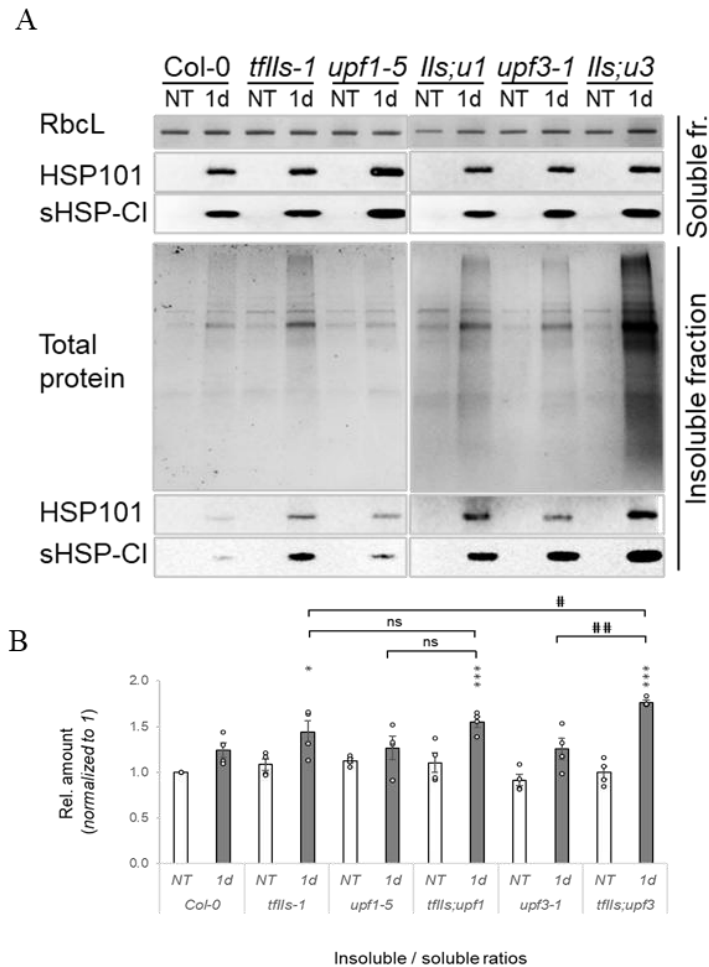 A
Col-0 tfIIs-1 upf1-5 IIs;u1 upf3-1 IIs;u3
NT 1d NT 1d NT 1d NT 1d NT 1d NT 1d
RbcL
HSP101
sHSP-CI
Soluble fr.
Total
protein
HSP101
sHSP-CI
Insoluble fraction
B
#
ns
##
ns
*
***
***
Rel. amount
(normalized to 1)
2.0
1.5
1.0
0.5
0.0
NT 1d NT 1d NT 1d NT 1d NT 1d NT 1d
Col-0 tfIIs-1 upf1-5 tfIIs;upf1 upf3-1 tfIIs;upf3
Insoluble / soluble ratios